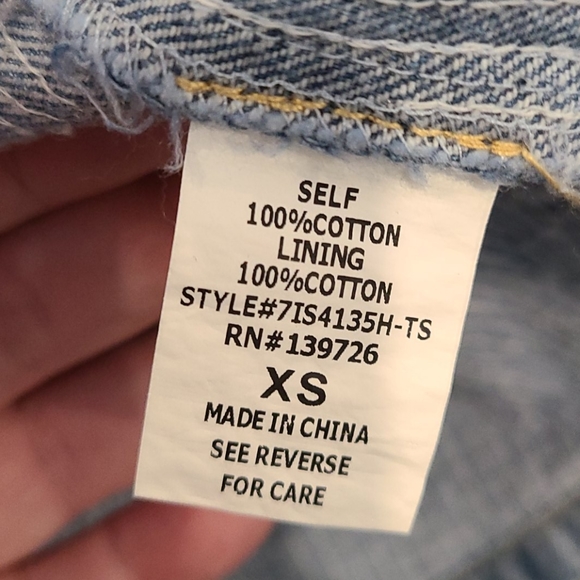 SELF
100%COTTON
LINING
100%COTTON
STYLE#7IS4135H-TS
RN#139726
XS
MADE IN CHINA
SEE REVERSE
FOR CARE